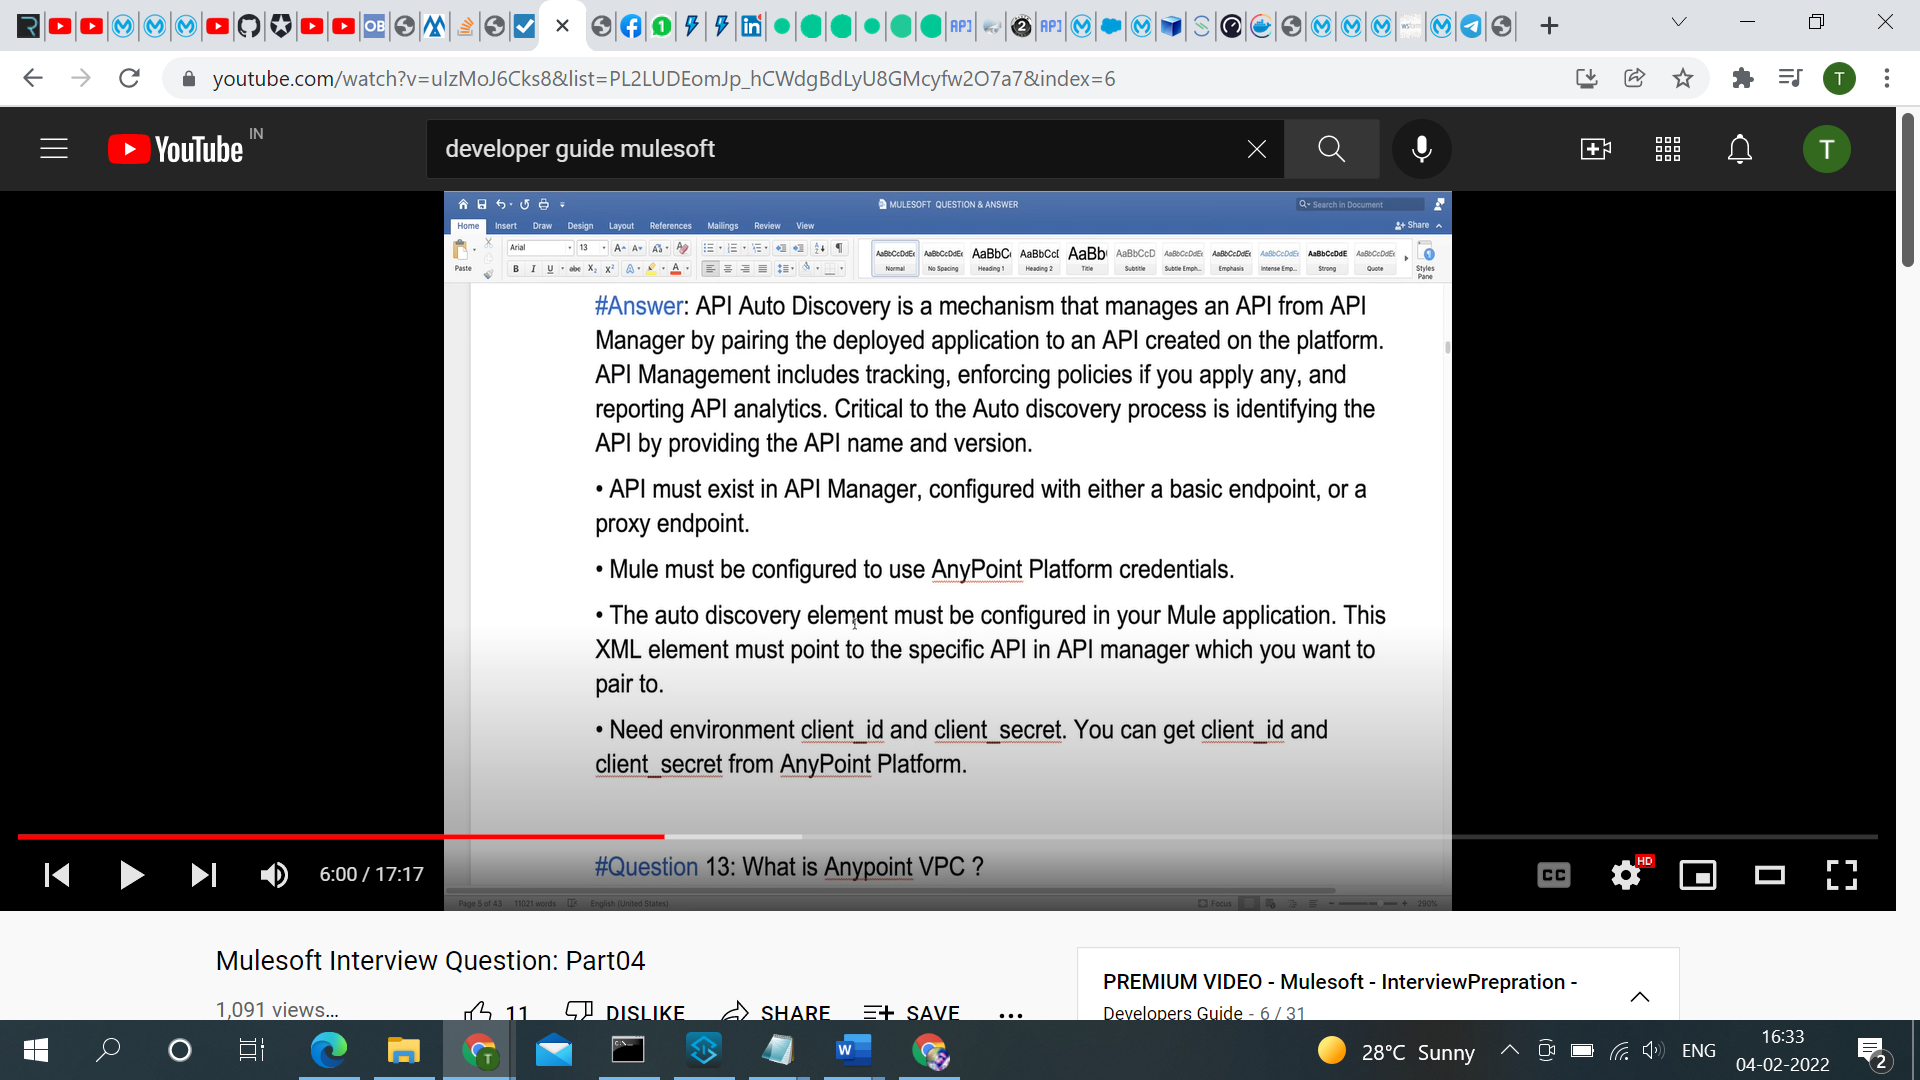 youtube.com/watch?v=uIzMoJ6Cks8&list=PL2LUDEomJp_hCWdgBdLyU8GMcyfw2O7a7&index=6
T
YouTube IN
developer guide mulesoft
T
MULESOFT QUESTION & ANSWER
Search in Document
Home Insert Draw Design Layout References Mailings Review View
Share
Paste
Arial 13
AaBbCcDdEe AaBbCcDdEe AaBbC AaBbCcD AaBb AaBbCcD AaBbCcDdEe AaBbCcDdEe AaBbCcDdEe AaBbCcDdE AaBbCcDdEe
Normal No Spacing Heading 1 Heading 2 Title Subtitle Subtle Emph... Emphasis Intense Emp... Strong Quote
Styles Pane
#Answer: API Auto Discovery is a mechanism that manages an API from API
Manager by pairing the deployed application to an API created on the platform.
API Management includes tracking, enforcing policies if you apply any, and
reporting API analytics. Critical to the Auto discovery process is identifying the
API by providing the API name and version.
• API must exist in API Manager, configured with either a basic endpoint, or a
proxy endpoint.
• Mule must be configured to use AnyPoint Platform credentials.
• The auto discovery element must be configured in your Mule application. This
XML element must point to the specific API in API manager which you want to
pair to.
• Need environment client_id and client_secret. You can get client_id and
client_secret from AnyPoint Platform.
#Question 13: What is Anypoint VPC ?
6:00 / 17:17
CC
HD
Page 5 of 43 11021 words English (United States)
Focus
290%
Mulesoft Interview Question: Part04
1,091 views...
11 DISLIKE SHARE SAVE ...
PREMIUM VIDEO - Mulesoft - InterviewPrepration -
Developers Guide - 6 / 31
28°C Sunny
ENG
16:33
04-02-2022
2